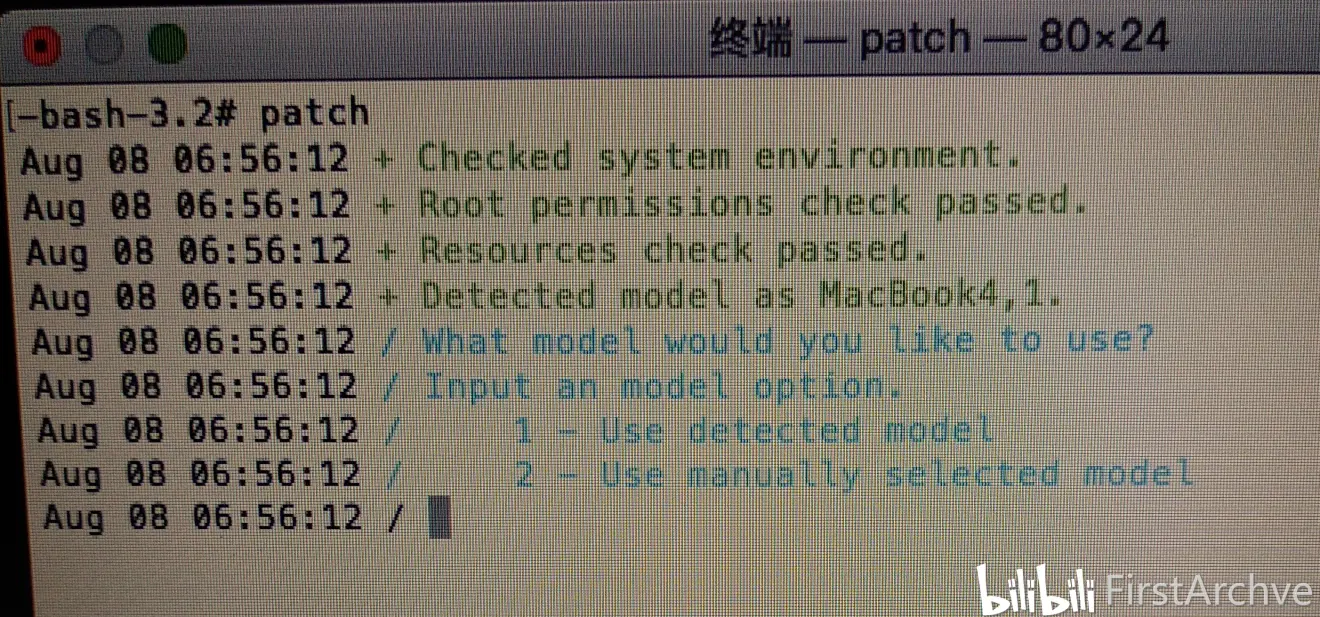 终端 — patch — 80×24
[-bash-3.2# patch
Aug 08 06:56:12 + Checked system environment.
Aug 08 06:56:12 + Root permissions check passed.
Aug 08 06:56:12 + Resources check passed.
Aug 08 06:56:12 + Detected model as MacBook4,1.
Aug 08 06:56:12 / What model would you like to use?
Aug 08 06:56:12 / Input an model option.
Aug 08 06:56:12 /     1 - Use detected model
Aug 08 06:56:12 /     2 - Use manually selected model
Aug 08 06:56:12 /
bilibili FirstArchve